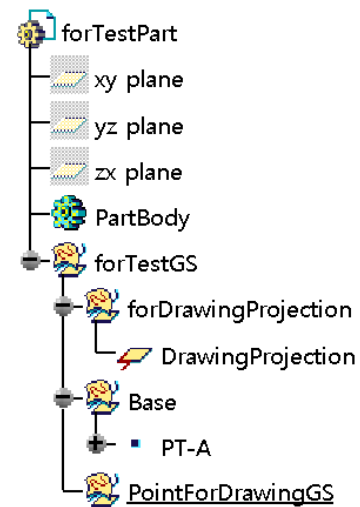 forTestPart
xy plane
yz plane
zx plane
PartBody
forTestGS
forDrawingProjection
DrawingProjection
Base
PT-A
PointForDrawingGS